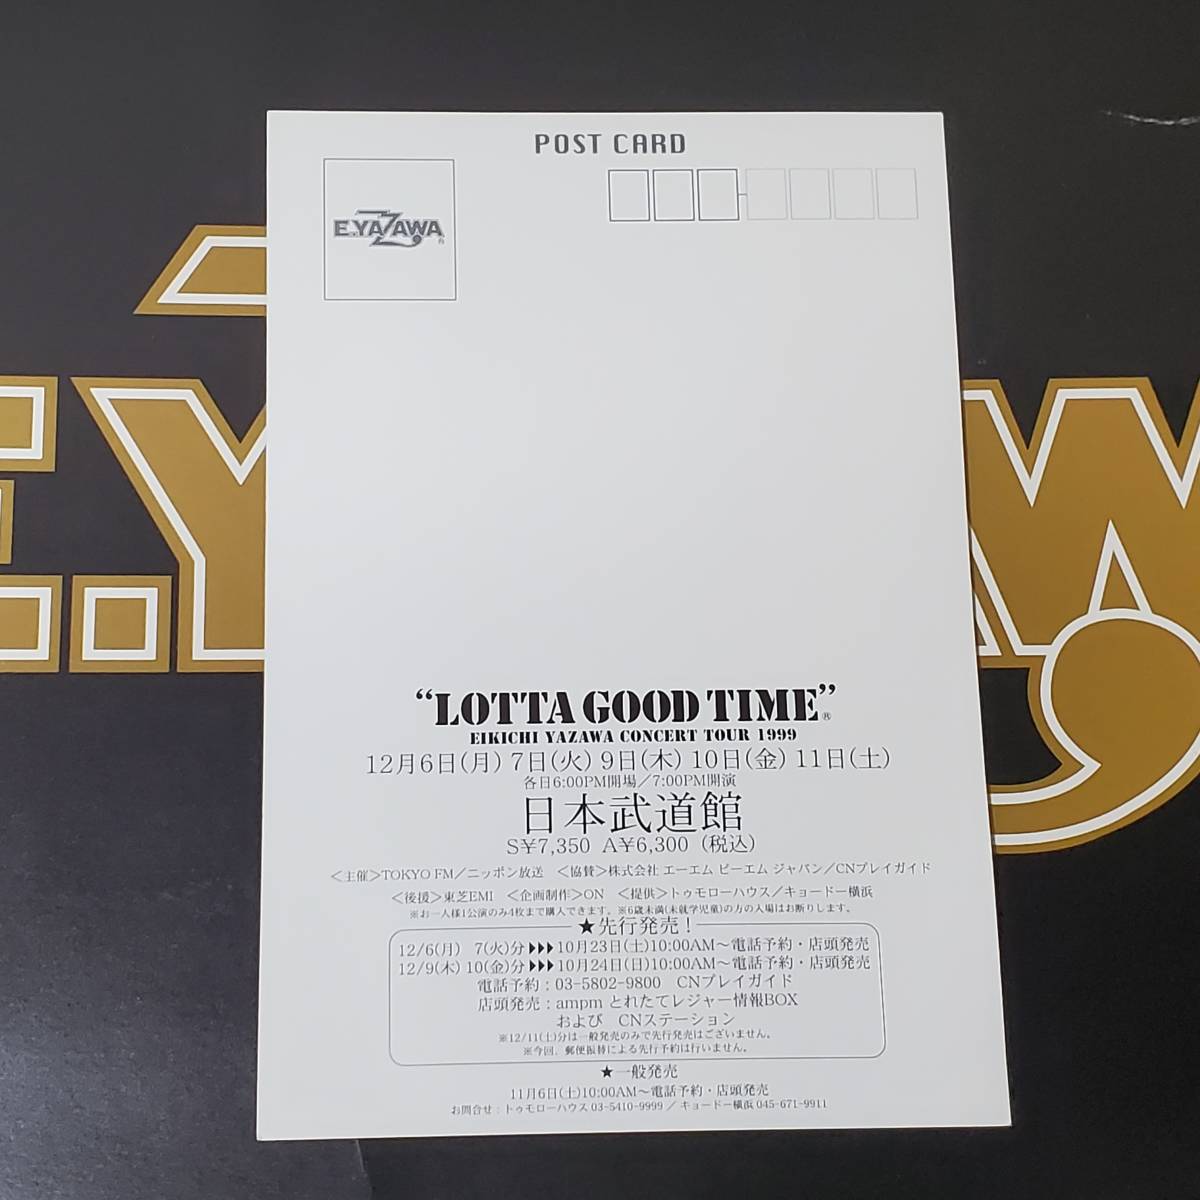 POST CARD
E.YAZAWA®
"LOTTA GOOD TIME"®
EIKICHI YAZAWA CONCERT TOUR 1999
12月6日(月) 7日(火) 9日(木) 10日(金) 11日(土)
各日6:00PM開場／7:00PM開演
日本武道館
S¥7,350 A¥6,300 (税込)
＜主催＞TOKYO FM／ニッポン放送 ＜協賛＞株式会社 エーエム ピーエム ジャパン／CNプレイガイド
＜後援＞東芝EMI ＜企画制作＞ON ＜提供＞トゥモローハウス／キョードー横浜
※お一人様1公演のみ4枚まで購入できます。※6歳未満(未就学児童)の方の入場はお断りします。
★先行発売！
12/6(月) 7(火)分▶▶▶10月23日(土)10:00AM～電話予約・店頭発売
12/9(木) 10(金)分▶▶▶10月24日(日)10:00AM～電話予約・店頭発売
電話予約：03-5802-9800 CNプレイガイド
店頭発売：ampm とれたてレジャー情報BOX
および CNステーション
※12/11(土)分は一般発売のみで先行発売はございません。
※今回、郵便振替による先行予約は行いません。
★一般発売
11月6日(土)10:00AM～電話予約・店頭発売
お問合せ：トゥモローハウス 03-5410-9999 ／ キョードー横浜 045-671-9911